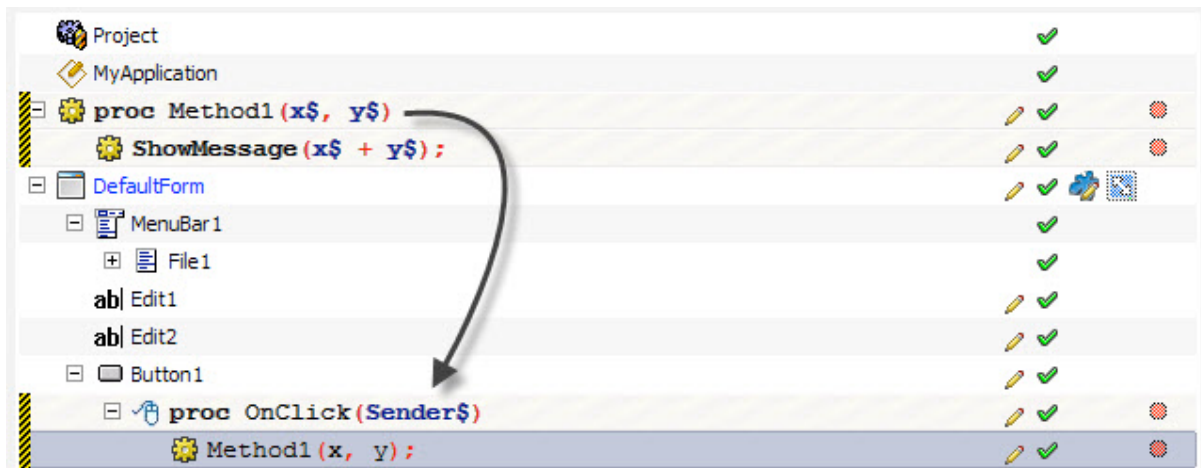 Project
MyApplication
proc Method1(x$, y$)
ShowMessage(x$ + y$);
DefaultForm
MenuBar1
File1
ab| Edit1
ab| Edit2
Button1
proc OnClick(Sender$)
Method1(x, y);